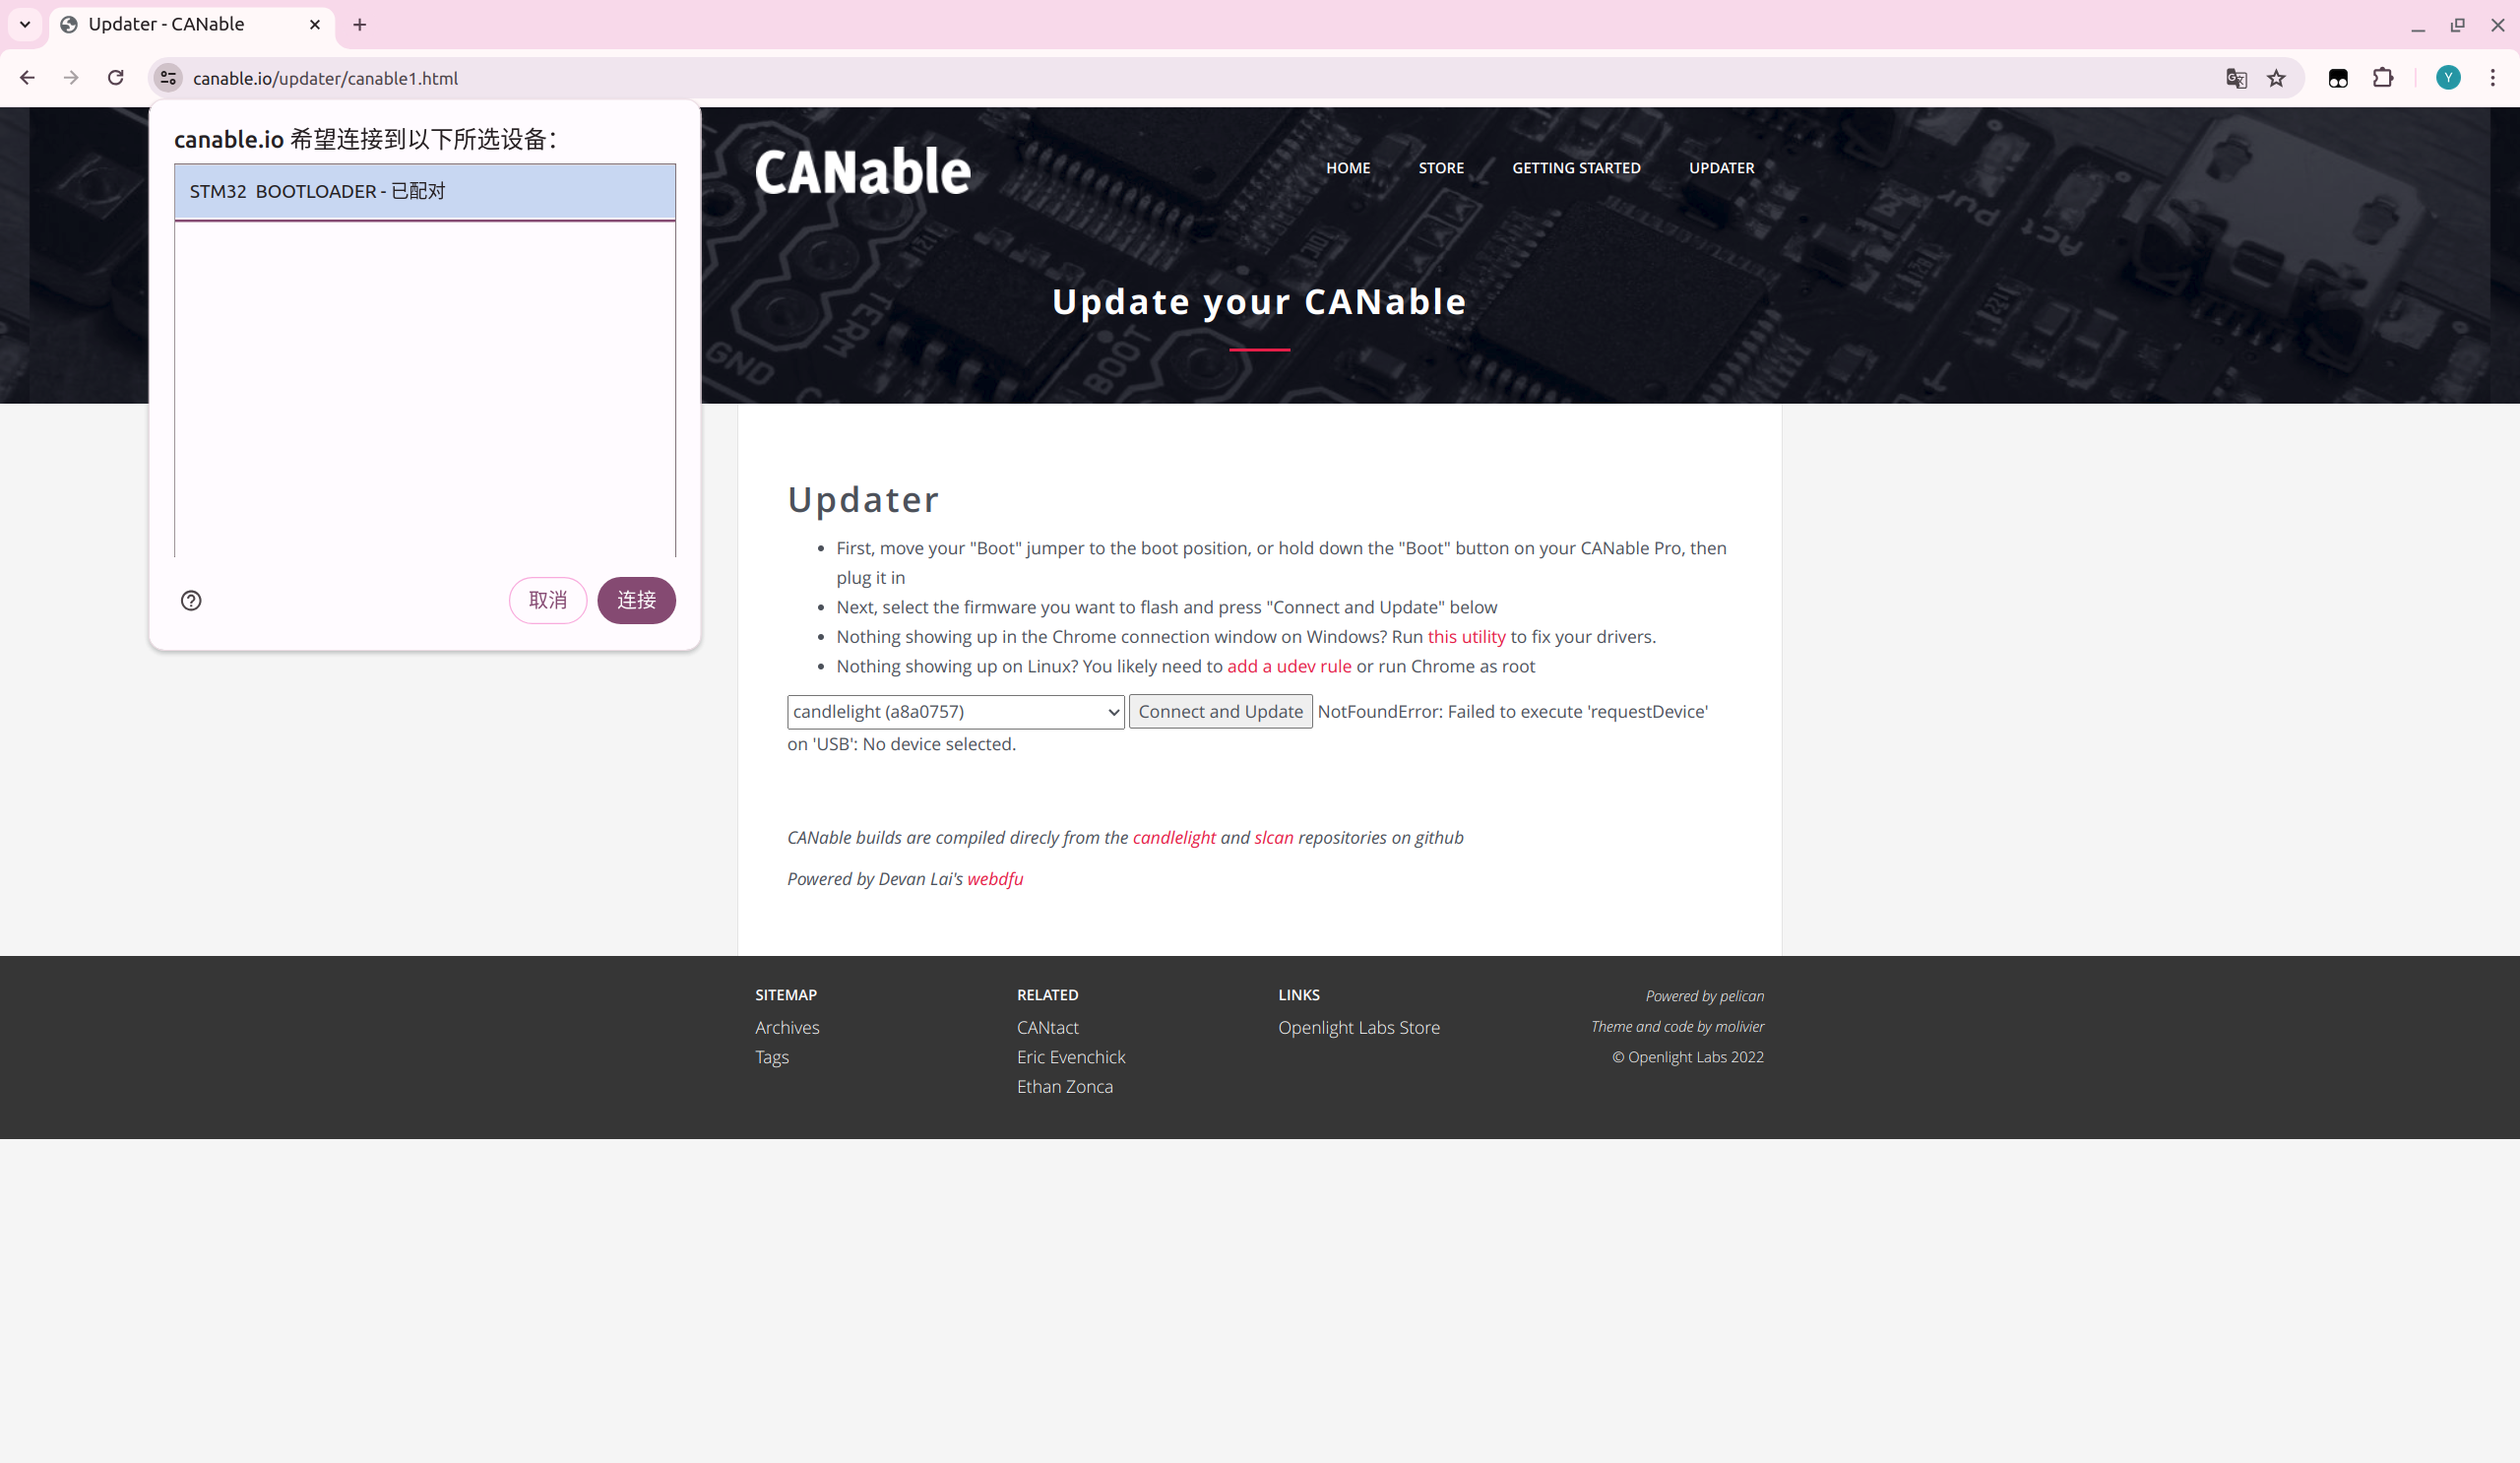 Updater - CANable
canable.io/updater/canable1.html
Y
canable.io 希望连接到以下所选设备：
STM32  BOOTLOADER - 已配对
取消
连接
CANable
HOME
STORE
GETTING STARTED
UPDATER
Update your CANable
GND
TERM
BOOT
Updater
First, move your "Boot" jumper to the boot position, or hold down the "Boot" button on your CANable Pro, then
plug it in
Next, select the firmware you want to flash and press "Connect and Update" below
Nothing showing up in the Chrome connection window on Windows? Run this utility to fix your drivers.
Nothing showing up on Linux? You likely need to add a udev rule or run Chrome as root
candlelight (a8a0757)
Connect and Update
NotFoundError: Failed to execute 'requestDevice'
on 'USB': No device selected.
CANable builds are compiled direcly from the candlelight and slcan repositories on github
Powered by Devan Lai's webdfu
SITEMAP
Archives
Tags
RELATED
CANtact
Eric Evenchick
Ethan Zonca
LINKS
Openlight Labs Store
Powered by pelican
Theme and code by molivier
© Openlight Labs 2022